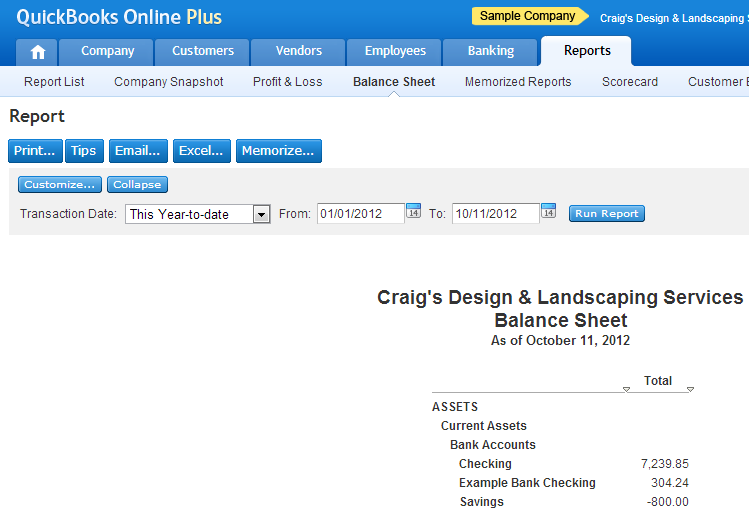 QuickBooks Online Plus
Sample Company Craig's Design & Landscaping
Company Customers Vendors Employees Banking Reports
Report List Company Snapshot Profit & Loss Balance Sheet Memorized Reports Scorecard Customer
Report
Print... Tips Email... Excel... Memorize...
Customize... Collapse
Transaction Date: This Year-to-date From: 01/01/2012 14 To: 10/11/2012 14 Run Report
Craig's Design & Landscaping Services
Balance Sheet
As of October 11, 2012
Total
ASSETS
Current Assets
Bank Accounts
Checking 7,239.85
Example Bank Checking 304.24
Savings -800.00